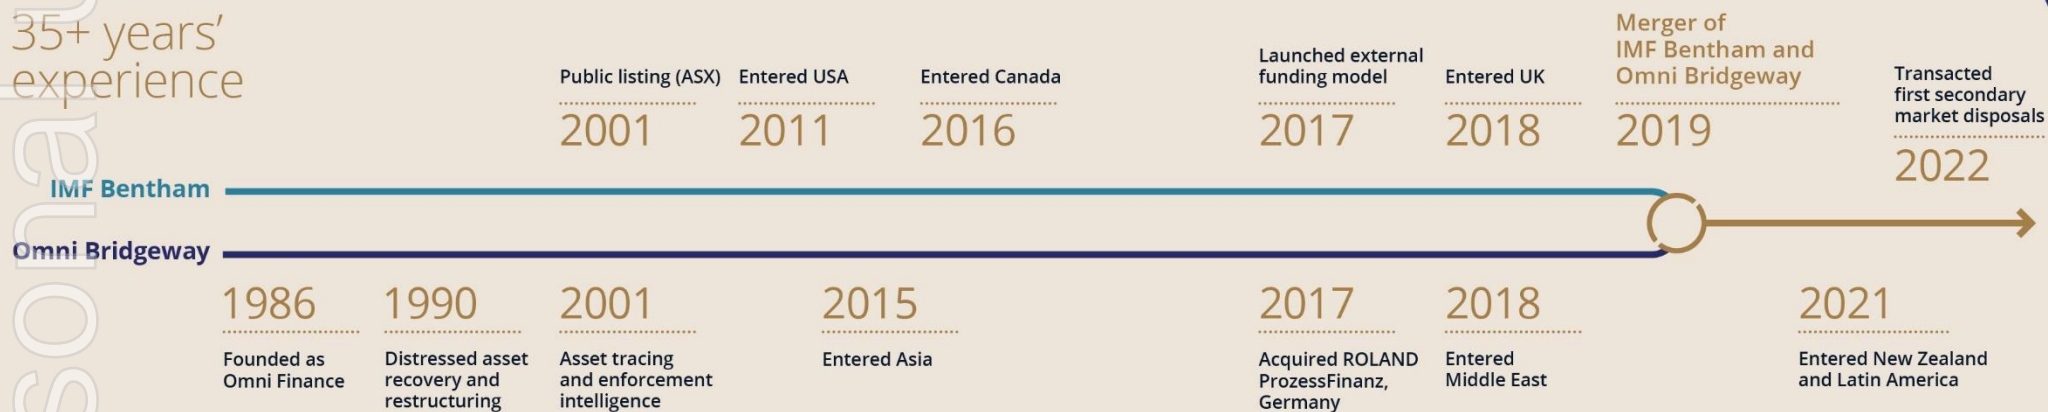 35+ years’
experience
Public listing (ASX)
2001
Entered USA
2011
Entered Canada
2016
Launched external
funding model
2017
Entered UK
2018
Merger of
IMF Bentham and
Omni Bridgeway
2019
Transacted
first secondary
market disposals
2022
IMF Bentham
Omni Bridgeway
1986
Founded as
Omni Finance
1990
Distressed asset
recovery and
restructuring
2001
Asset tracing
and enforcement
intelligence
2015
Entered Asia
2017
Acquired ROLAND
ProzessFinanz,
Germany
2018
Entered
Middle East
2021
Entered New Zealand
and Latin America
sonal